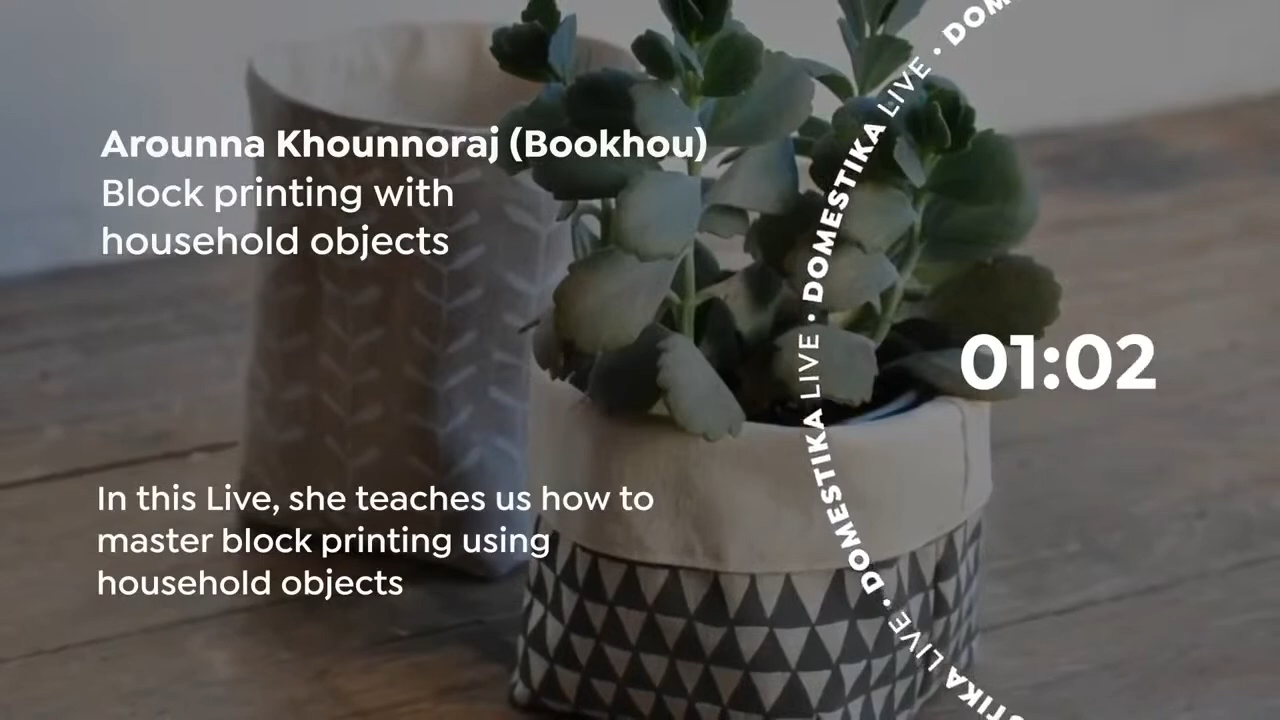 Arounna Khounnoraj (Bookhou)
Block printing with
household objects
In this Live, she teaches us how to
master block printing using
household objects
01:02
DOMESTIKA LIVE · DOMESTIKA LIVE · DOMESTIKA LIVE · DOM